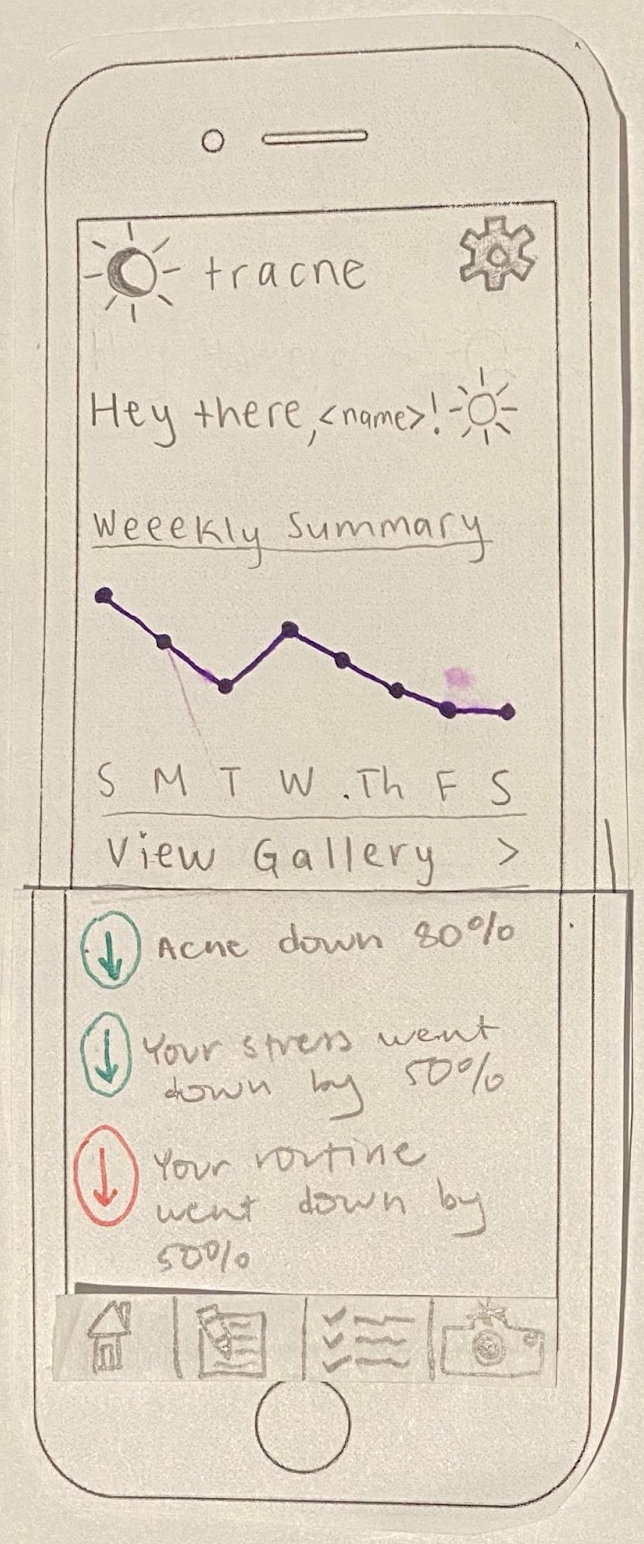 tracne
Hey there, <name>!
Weeekly Summary
S M T W Th F S
View Gallery >
Acne down 80%
Your stress went
down by 50%
Your routine
went down by
50%